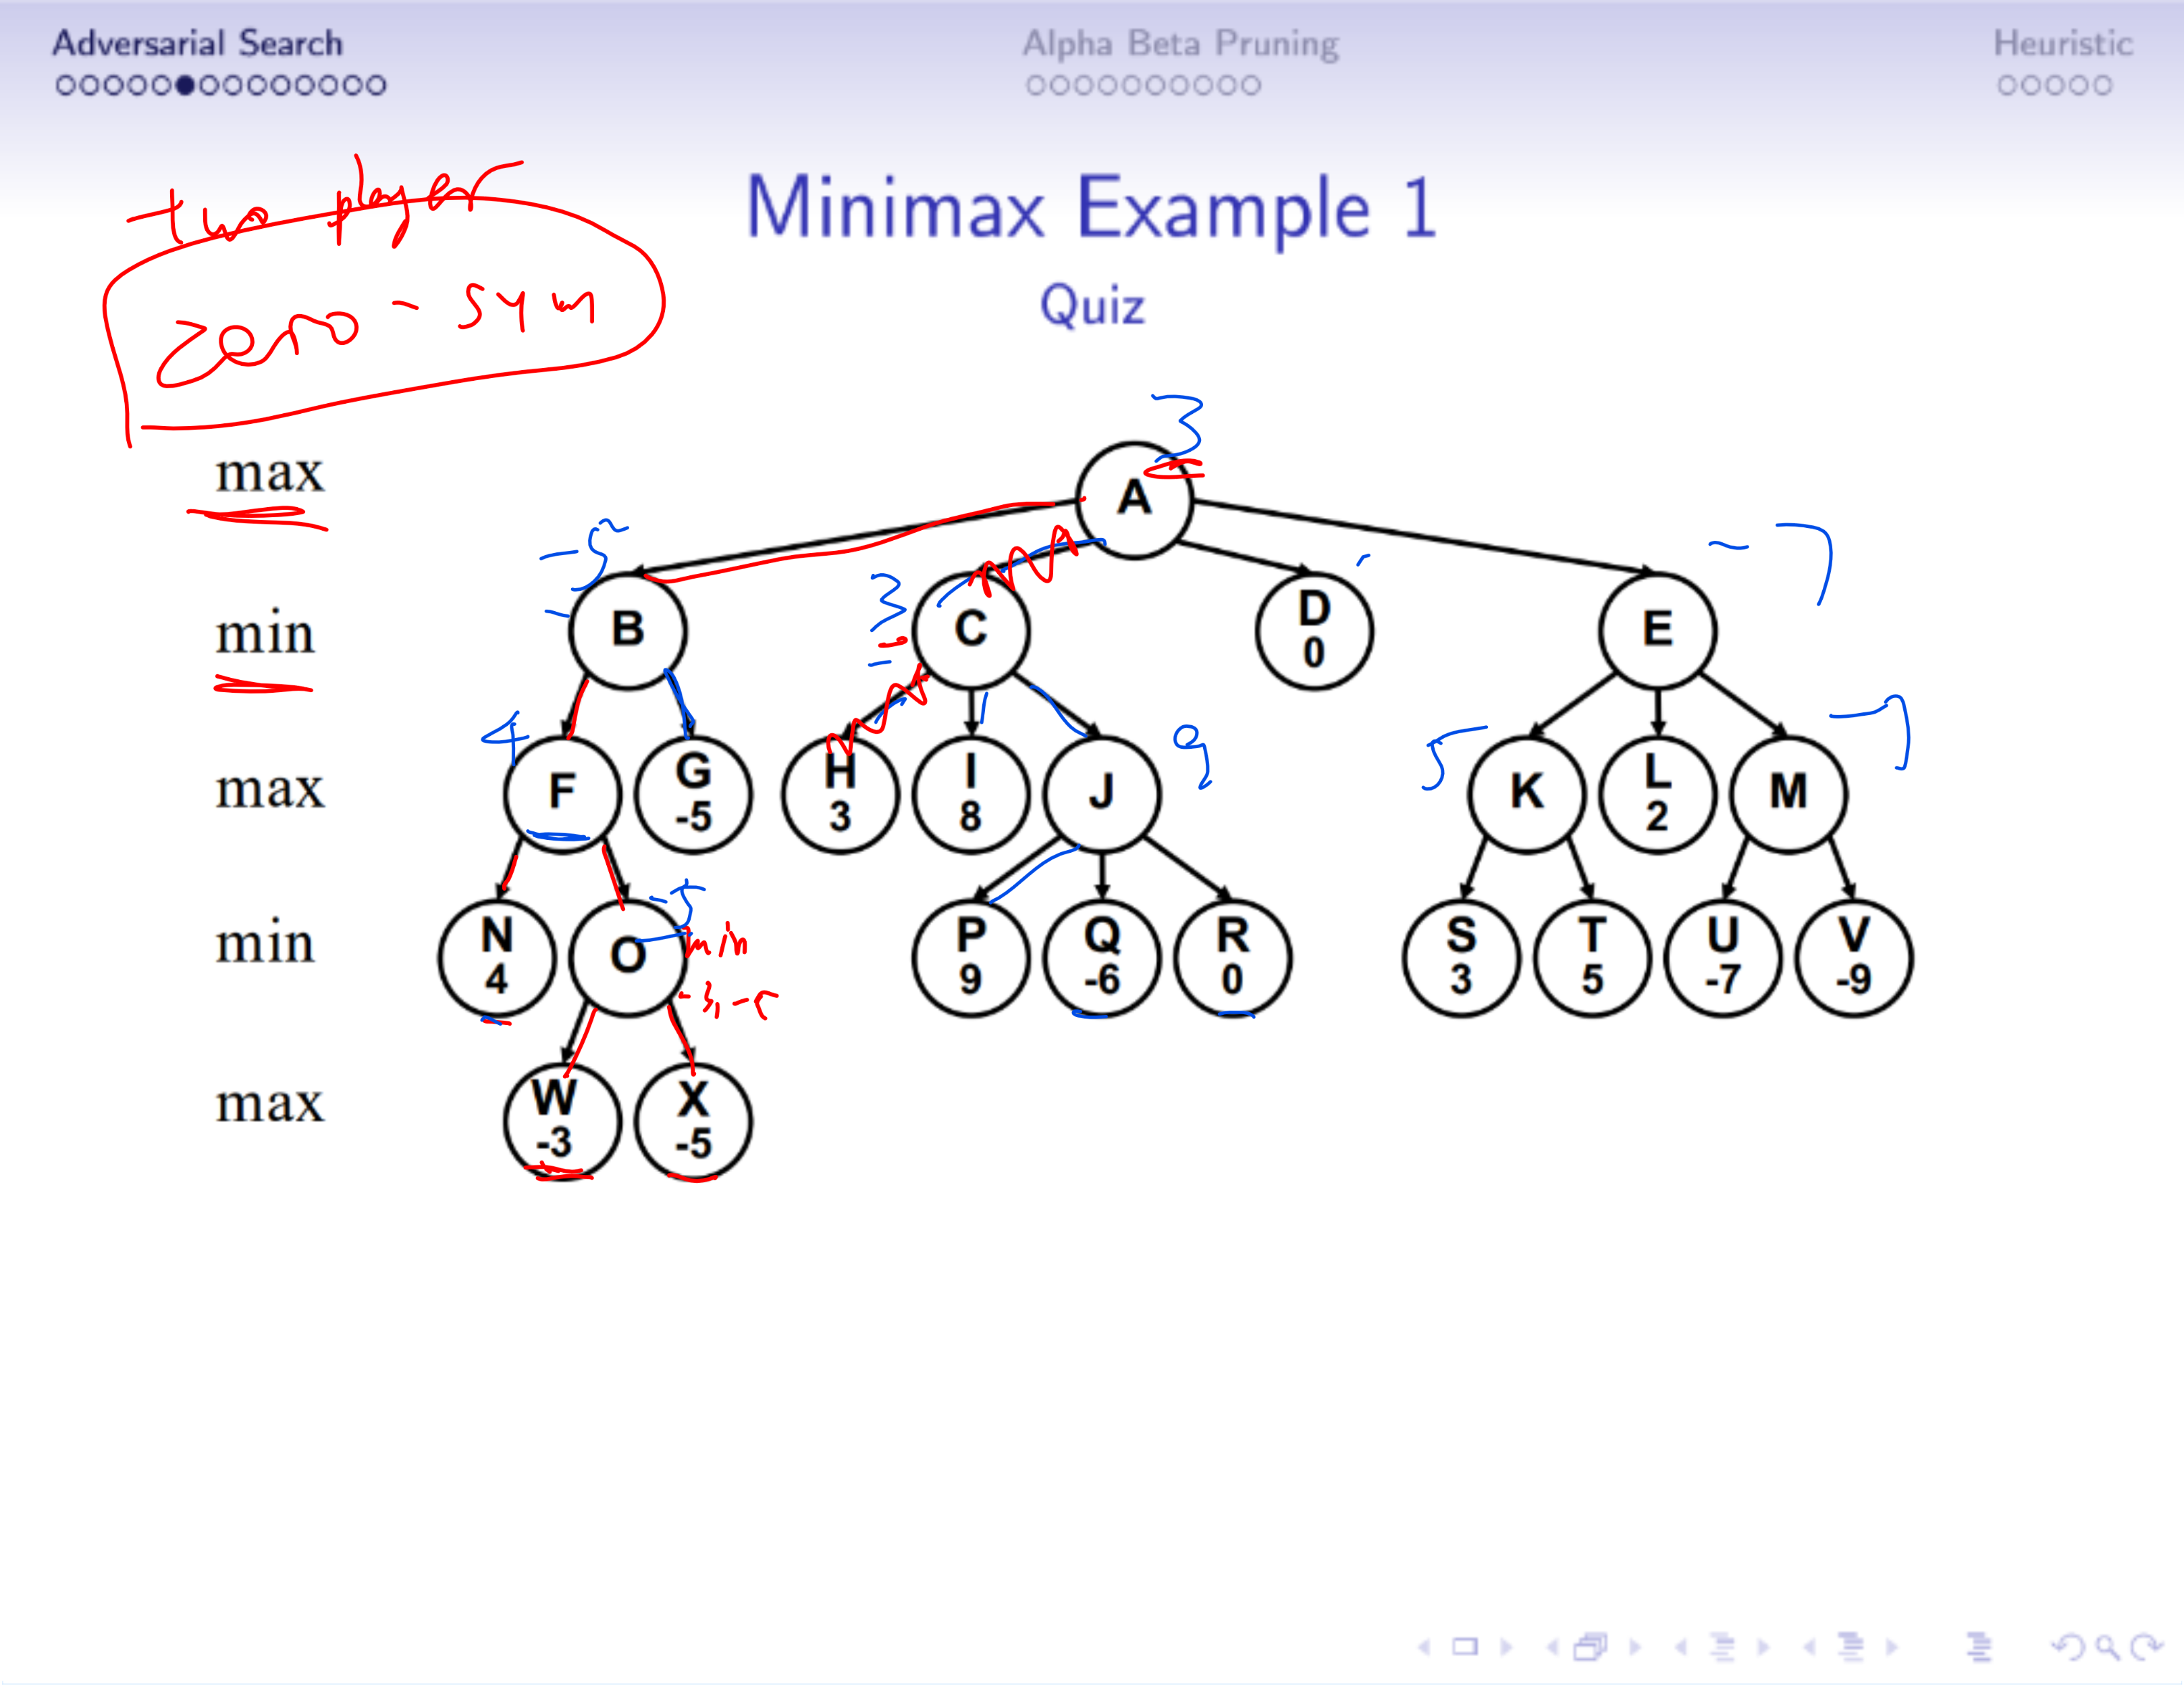 Adversarial Search Alpha Beta Pruning Heuristic
two player
Minimax Example 1
zero - sym
Quiz
3
max
A
-5 -7
3
min
B C D E
0
4 9 5 -7
max
F G H I J K L M
-5 3 8 2
-5
min
N O min P Q R S T U V
4 9 -6 0 3 5 -7 -9
-3, -5
max
W X
-3 -5